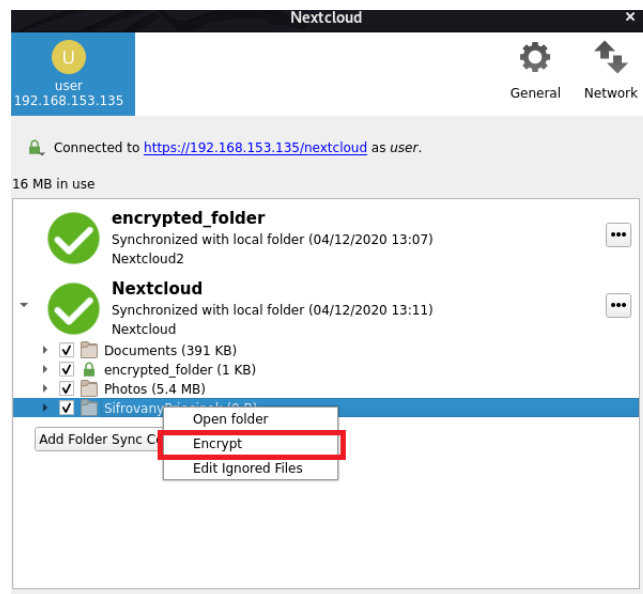 Nextcloud
U
user
192.168.153.135
General
Network
Connected to https://192.168.153.135/nextcloud as user.
16 MB in use
encrypted_folder
Synchronized with local folder (04/12/2020 13:07)
Nextcloud2
Nextcloud
Synchronized with local folder (04/12/2020 13:11)
Nextcloud
Documents (391 KB)
encrypted_folder (1 KB)
Photos (5.4 MB)
Open folder
Add Folder Sync
Encrypt
Edit Ignored Files